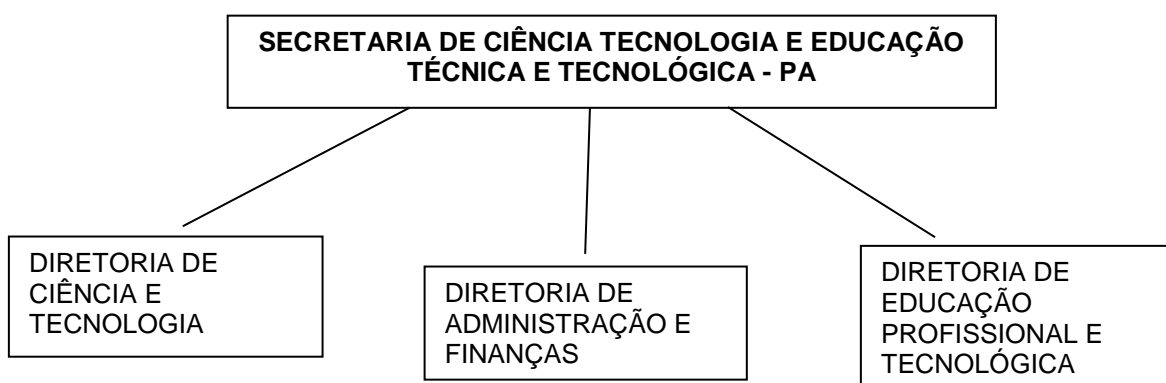 SECRETARIA DE CIÊNCIA TECNOLOGIA E EDUCAÇÃO
TÉCNICA E TECNOLÓGICA - PA
DIRETORIA DE
CIÊNCIA E
TECNOLOGIA
DIRETORIA DE
ADMINISTRAÇÃO E
FINANÇAS
DIRETORIA DE
EDUCAÇÃO
PROFISSIONAL E
TECNOLÓGICA